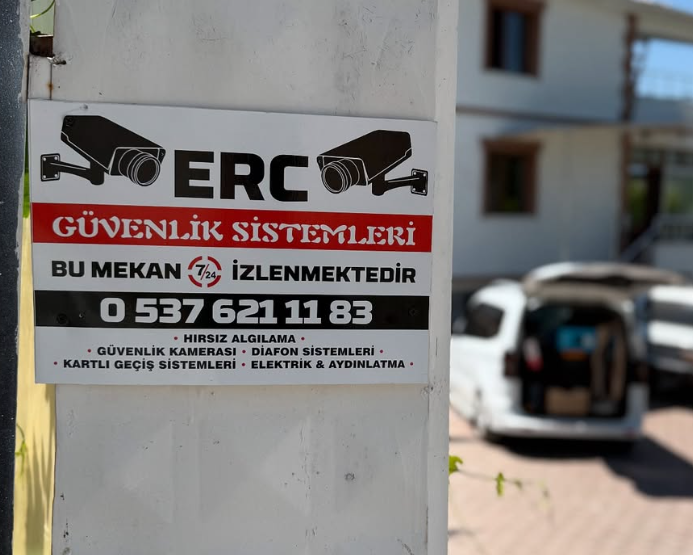 ERC
GÜVENLİK SİSTEMLERİ
BU MEKAN 7/24 İZLENMEKTEDİR
0 537 621 11 83
• HIRSIZ ALGILAMA •
• GÜVENLİK KAMERASI • DİAFON SİSTEMLERİ •
• KARTLI GEÇİŞ SİSTEMLERİ • ELEKTRİK & AYDINLATMA •